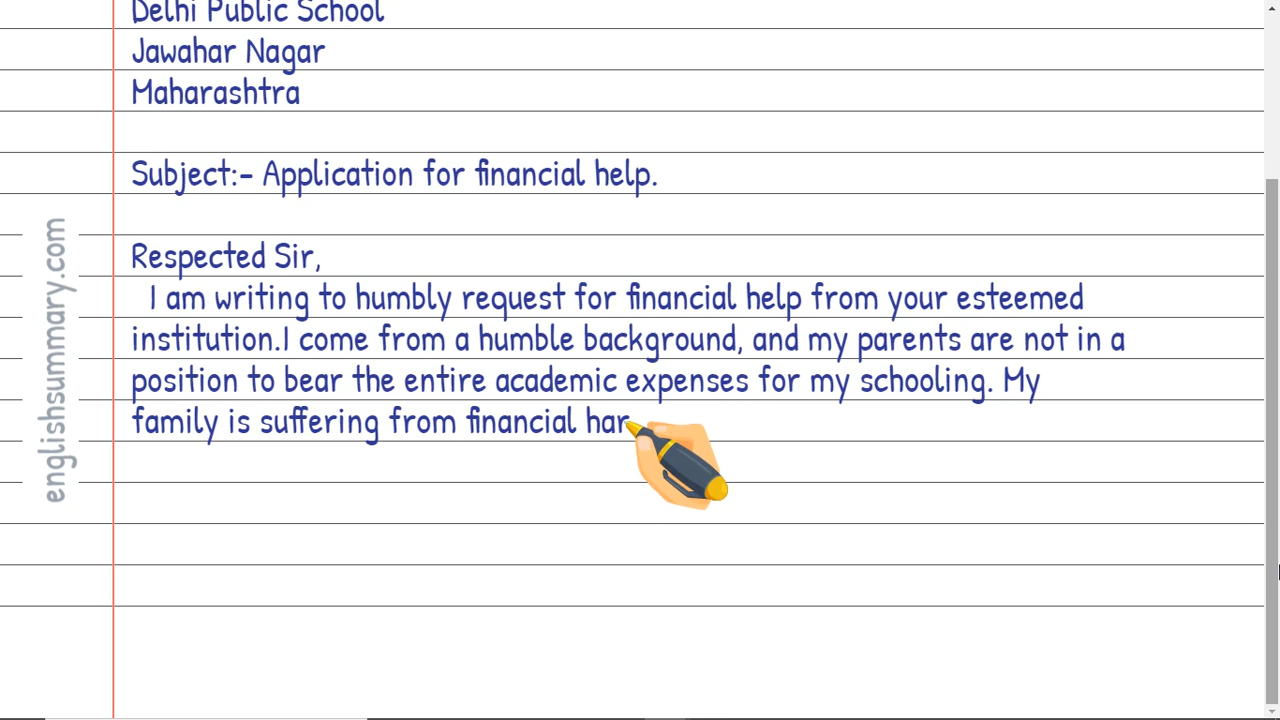 Delhi Public School
Jawahar Nagar
Maharashtra
Subject:- Application for financial help.
Respected Sir,
I am writing to humbly request for financial help from your esteemed
institution.I come from a humble background, and my parents are not in a
position to bear the entire academic expenses for my schooling. My
family is suffering from financial har
englishsummary.com